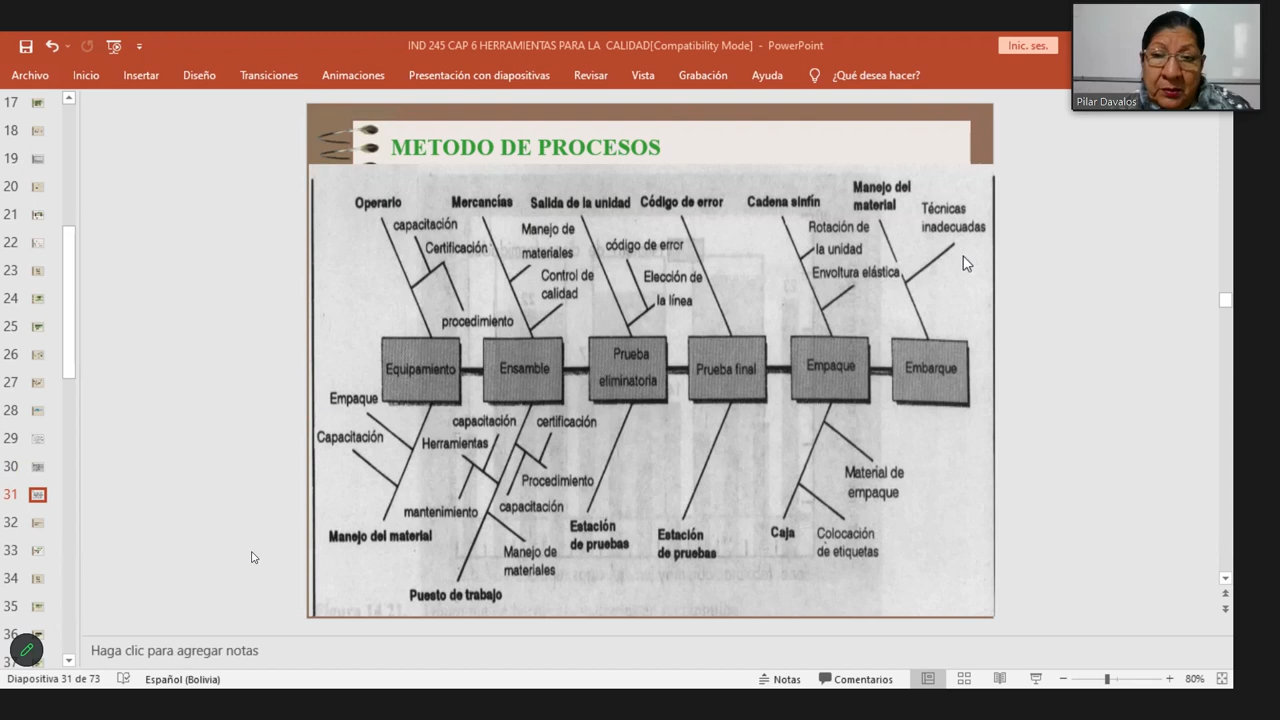 IND 245 CAP 6 HERRAMIENTAS PARA LA CALIDAD[Compatibility Mode] - PowerPoint
Inic. ses.
Archivo Inicio Insertar Diseño Transiciones Animaciones Presentación con diapositivas Revisar Vista Grabación Ayuda ¿Qué desea hacer?
Pilar Davalos
17
18
19
20
21
22
23
24
25
26
27
28
29
30
31
32
33
34
35
36
37
METODO DE PROCESOS
Operario
capacitación
Certificación
procedimiento
Mercancías
Manejo de
materiales
Control de
calidad
Salida de la unidad
código de error
Elección de
la línea
Código de error
Cadena sinfín
Rotación de
la unidad
Envoltura elástica
Manejo del
material
Técnicas
inadecuadas
Equipamiento
Ensamble
Prueba
eliminatoria
Prueba final
Empaque
Embarque
Empaque
Capacitación
Manejo del material
capacitación
Herramientas
mantenimiento
certificación
Procedimiento
capacitación
Manejo de
materiales
Puesto de trabajo
Estación
de pruebas
Estación
de pruebas
Material de
empaque
Caja
Colocación
de etiquetas
Haga clic para agregar notas
Diapositiva 31 de 73 Español (Bolivia) Notas Comentarios 80%